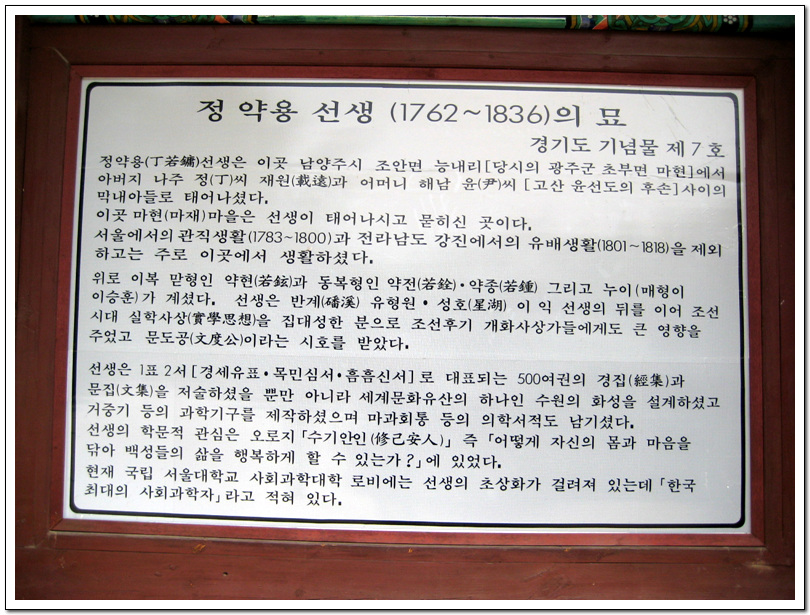 정약용 선생 (1762~1836)의 묘
경기도 기념물 제7호
정약용(丁若鏞)선생은 이곳 남양주시 조안면 능내리[당시의 광주군 초부면 마현]에서
아버지 나주 정(丁)씨 재원(載遠)과 어머니 해남 윤(尹)씨 [고산 윤선도의 후손]사이의
막내아들로 태어나셨다.
이곳 마현(마재)마을은 선생이 태어나시고 묻히신 곳이다.
서울에서의 관직생활(1783~1800)과 전라남도 강진에서의 유배생활(1801~1818)을 제외
하고는 주로 이곳에서 생활하셨다.
위로 이복 맏형인 약현(若鉉)과 동복형인 약전(若銓)·약종(若鍾) 그리고 누이(매형이
이승훈)가 계셨다. 선생은 반계(磻溪) 유형원·성호(星湖) 이 익 선생의 뒤를 이어 조선
시대 실학사상(實學思想)을 집대성한 분으로 조선후기 개화사상가들에게도 큰 영향을
주었고 문도공(文度公)이라는 시호를 받았다.
선생은 1표 2서[경세유표·목민심서·흠흠신서]로 대표되는 500여권의 경집(經集)과
문집(文集)을 저술하셨을 뿐만 아니라 세계문화유산의 하나인 수원의 화성을 설계하셨고
거중기 등의 과학기구를 제작하셨으며 마과회통 등의 의학서적도 남기셨다.
선생의 학문적 관심은 오로지「수기안인(修己安人)」즉「어떻게 자신의 몸과 마음을
닦아 백성들의 삶을 행복하게 할 수 있는가?」에 있었다.
현재 국립 서울대학교 사회과학대학 로비에는 선생의 초상화가 걸려져 있는데「한국
최대의 사회과학자」라고 적혀 있다.